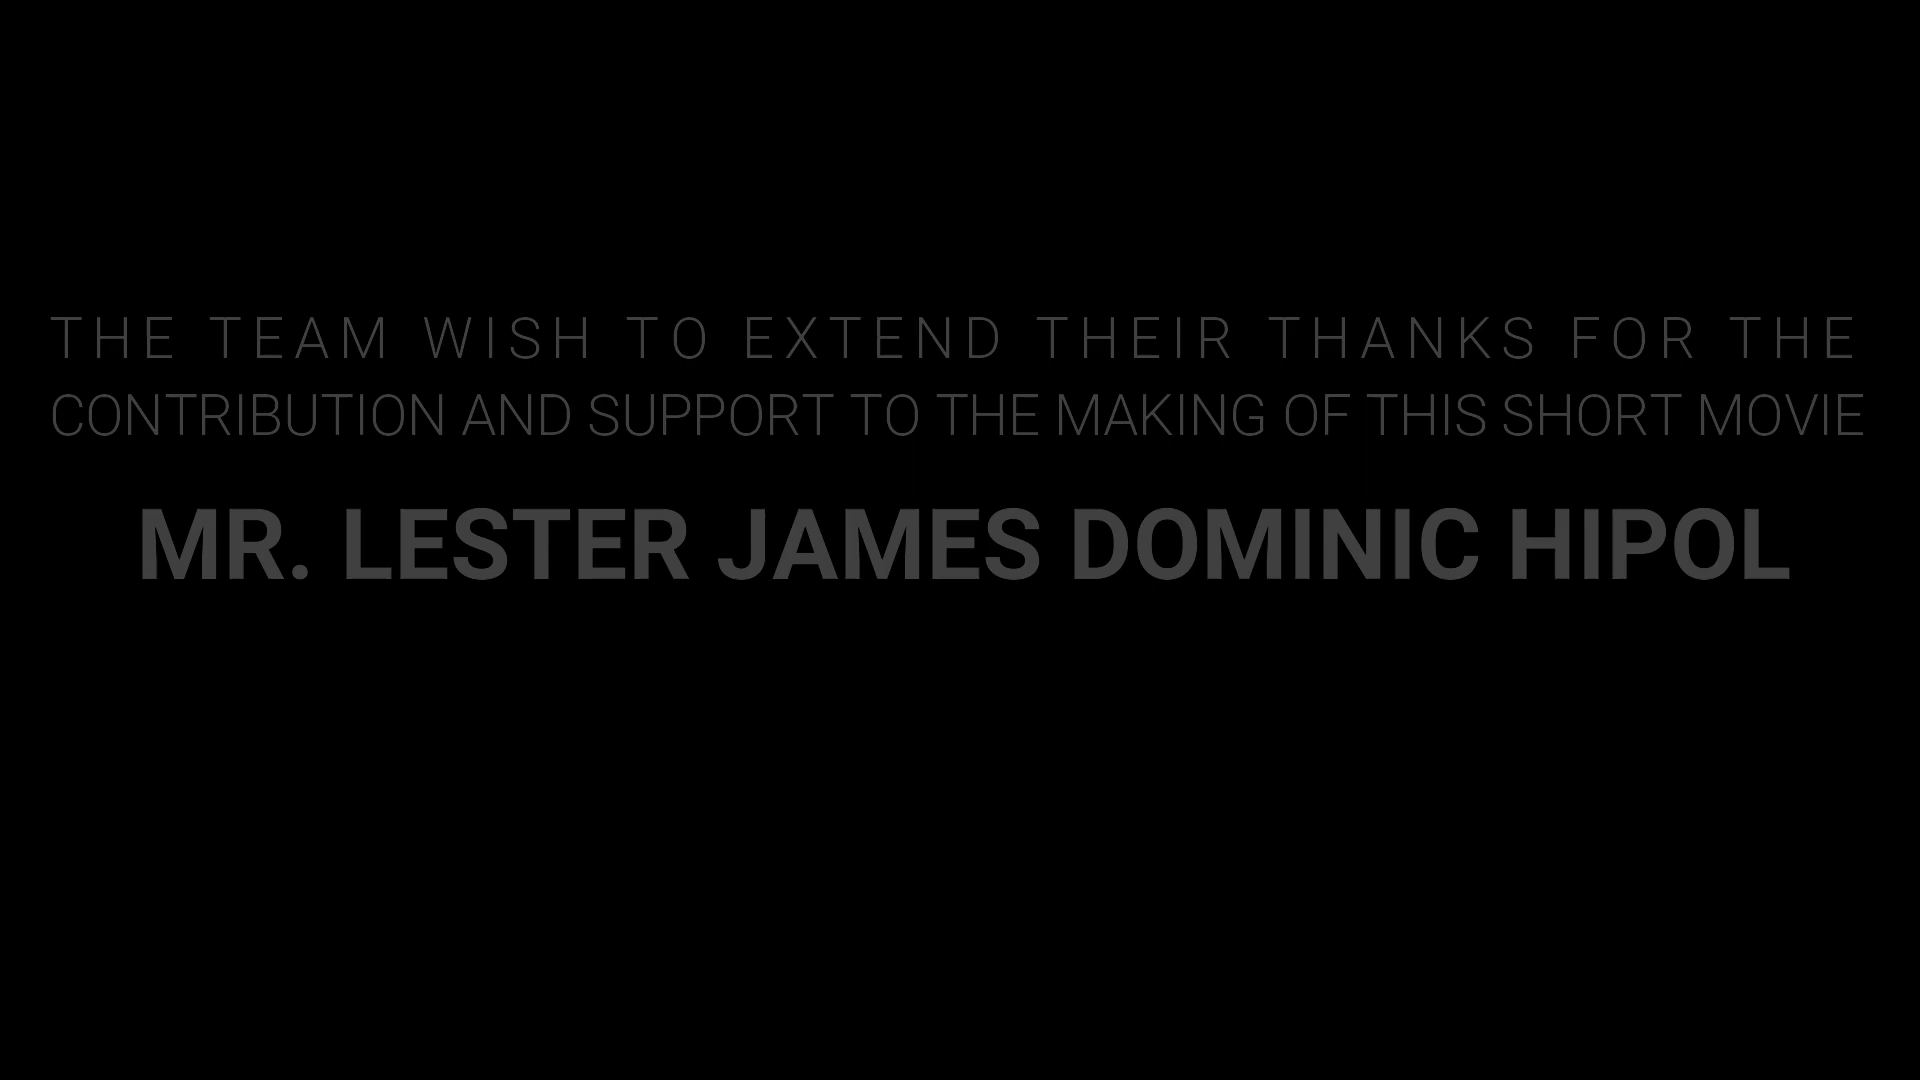 THE TEAM WISH TO EXTEND THEIR THANKS FOR THE
CONTRIBUTION AND SUPPORT TO THE MAKING OF THIS SHORT MOVIE
MR. LESTER JAMES DOMINIC HIPOL